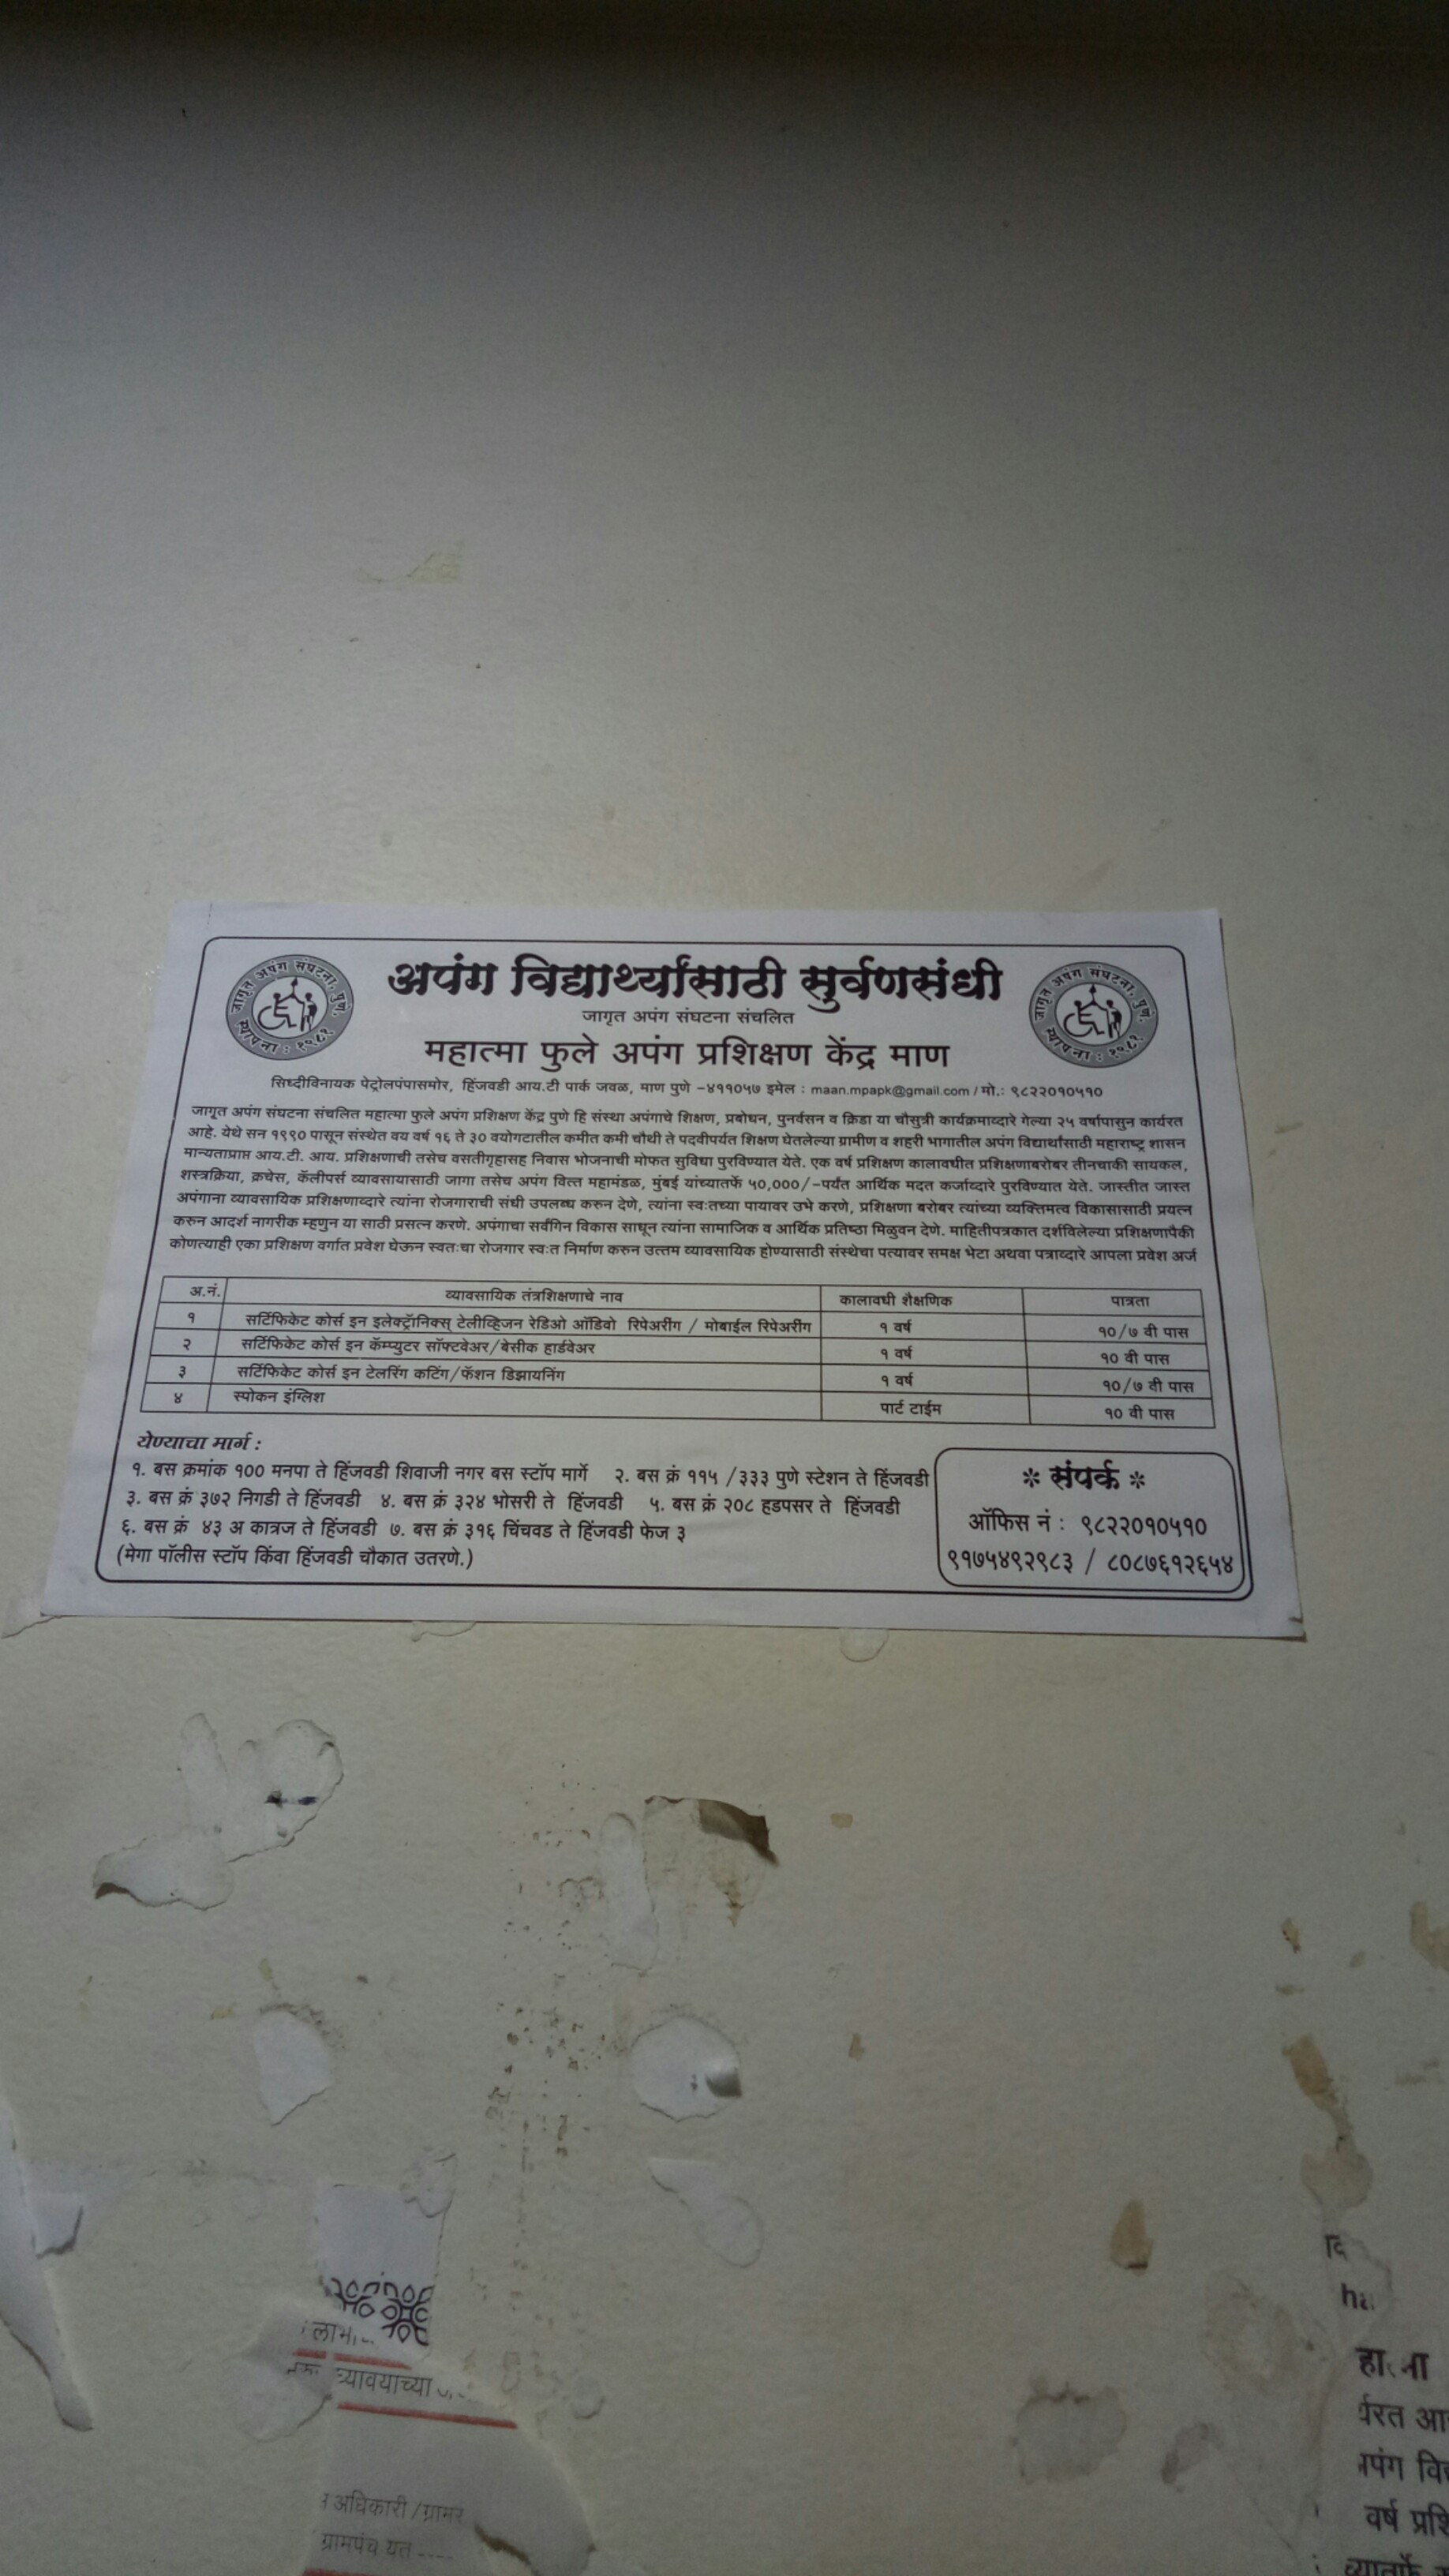 अपंग विद्यार्थ्यांसाठी सुर्वणसंधी
जागृत अपंग संघटना, पुणे.
स्थापना : १९८१
जागृत अपंग संघटना, पुणे.
स्थापना : १९८१
जागृत अपंग संघटना संचलित
महात्मा फुले अपंग प्रशिक्षण केंद्र माण
सिध्दीविनायक पेट्रोलपंपासमोर, हिंजवडी आय.टी पार्क जवळ, माण पुणे -४११०५७ इमेल : maan.mpapk@gmail.com / मो.: ९८२२०१०५१०
जागृत अपंग संघटना संचलित महात्मा फुले अपंग प्रशिक्षण केंद्र पुणे हि संस्था अपंगाचे शिक्षण, प्रबोधन, पुनर्वसन व क्रिडा या चौसुत्री कार्यक्रमाव्दारे गेल्या २५ वर्षापासुन कार्यरत
आहे. येथे सन १९९० पासून संस्थेत वय वर्ष १६ ते ३० वयोगटातील कमीत कमी चौथी ते पदवीपर्यत शिक्षण घेतलेल्या ग्रामीण व शहरी भागातील अपंग विद्यार्थांसाठी महाराष्ट्र शासन
मान्यताप्राप्त आय.टी. आय. प्रशिक्षणाची तसेच वसतीगृहासह निवास भोजनाची मोफत सुविधा पुरविण्यात येते. एक वर्ष प्रशिक्षण कालावधीत प्रशिक्षणाबरोबर तीनचाकी सायकल,
शस्त्रक्रिया, क्रचेस, कॅलीपर्स व्यावसायासाठी जागा तसेच अपंग वित्त महामंडळ, मुंबई यांच्यातर्फे ५०,०००/-पर्यंत आर्थिक मदत कर्जाव्दारे पुरविण्यात येते. जास्तीत जास्त
अपंगाना व्यावसायिक प्रशिक्षणाव्दारे त्यांना रोजगाराची संधी उपलब्ध करुन देणे, त्यांना स्वःतच्या पायावर उभे करणे, प्रशिक्षणा बरोबर त्यांच्या व्यक्तिमत्व विकासासाठी प्रयत्न
करुन आदर्श नागरीक म्हणुन या साठी प्रसत्न करणे. अपंगाचा सर्वांगिन विकास साधून त्यांना सामाजिक व आर्थिक प्रतिष्ठा मिळुवन देणे. माहितीपत्रकात दर्शविलेल्या प्रशिक्षणापैकी
कोणत्याही एका प्रशिक्षण वर्गात प्रवेश घेऊन स्वतःचा रोजगार स्वःत निर्माण करुन उत्तम व्यावसायिक होण्यासाठी संस्थेचा पत्यावर समक्ष भेटा अथवा पत्राव्दारे आपला प्रवेश अर्ज
अ.नं. व्यावसायिक तंत्रशिक्षणाचे नाव कालावधी शैक्षणिक पात्रता
१ सर्टिफिकेट कोर्स इन इलेक्ट्रॅानिक्स् टेलीव्हिजन रेडिओ ऑडिवो रिपेअरींग / मोबाईल रिपेअरींग १ वर्ष १०/७ वी पास
२ सर्टिफिकेट कोर्स इन कॅम्प्युटर सॉफ्टवेअर/बेसीक हार्डवेअर १ वर्ष १० वी पास
३ सर्टिफिकेट कोर्स इन टेलरिंग कटिंग/फॅशन डिझायनिंग १ वर्ष १०/७ वी पास
४ स्पोकन इंग्लिश पार्ट टाईम १० वी पास
येण्याचा मार्ग :
१. बस क्रमांक १०० मनपा ते हिंजवडी शिवाजी नगर बस स्टॉप मार्गे २. बस क्रं ११५ /३३३ पुणे स्टेशन ते हिंजवडी
३. बस क्रं ३७२ निगडी ते हिंजवडी ४. बस क्रं ३२४ भोसरी ते हिंजवडी ५. बस क्रं २०८ हडपसर ते हिंजवडी
६. बस क्रं ४३ अ कात्रज ते हिंजवडी ७. बस क्रं ३१६ चिंचवड ते हिंजवडी फेज ३
(मेगा पॉलीस स्टॉप किंवा हिंजवडी चौकात उतरणे.)
* संपर्क *
ऑफिस नं : ९८२२०१०५१०
९१७५४९२९८३ / ८०८७६१२६५४
अधिकारी /